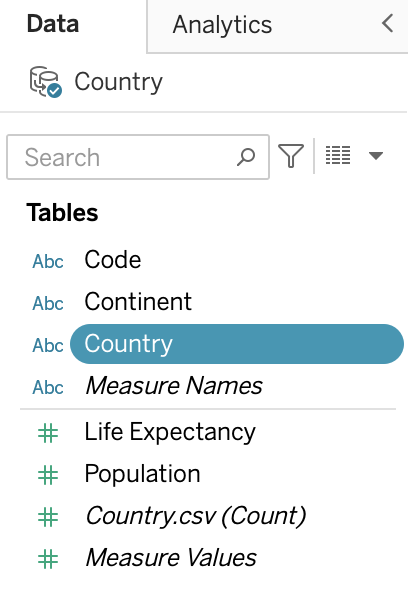 Data Analytics
Country
Search
Tables
Abc Code
Abc Continent
Abc Country
Abc Measure Names
# Life Expectancy
# Population
# Country.csv (Count)
# Measure Values